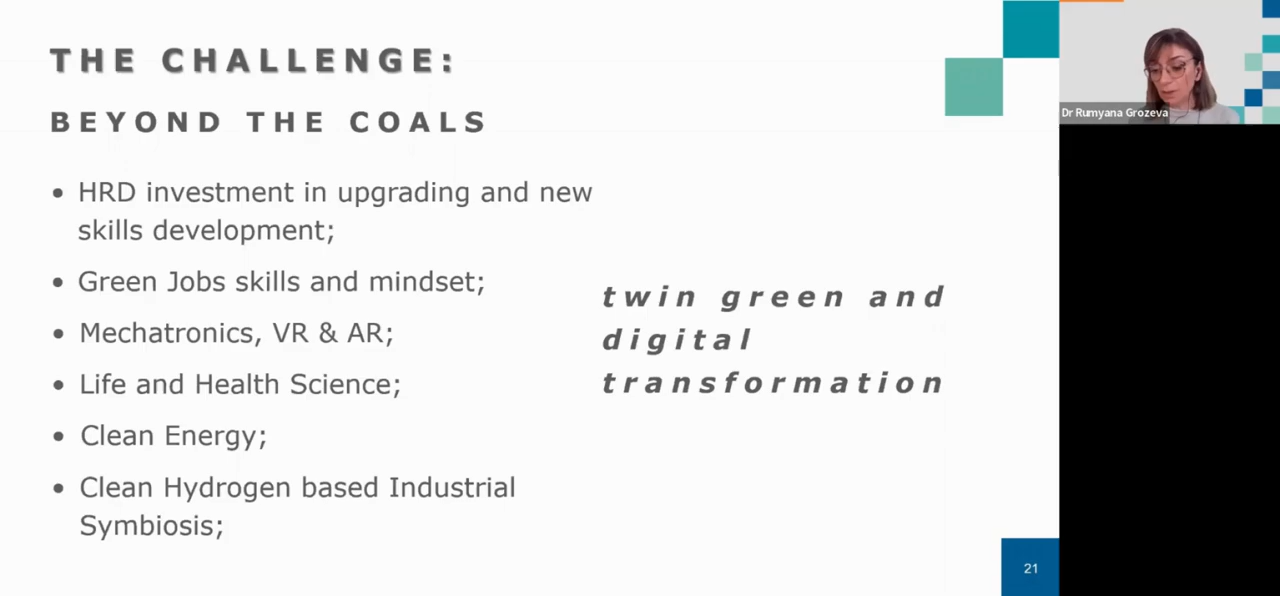 THE CHALLENGE:
BEYOND THE COALS
• HRD investment in upgrading and new
skills development;
• Green Jobs skills and mindset;
• Mechatronics, VR & AR;
• Life and Health Science;
• Clean Energy;
• Clean Hydrogen based Industrial
Symbiosis;
twin green and
digital
transformation
21
Dr Rumyana Grozeva